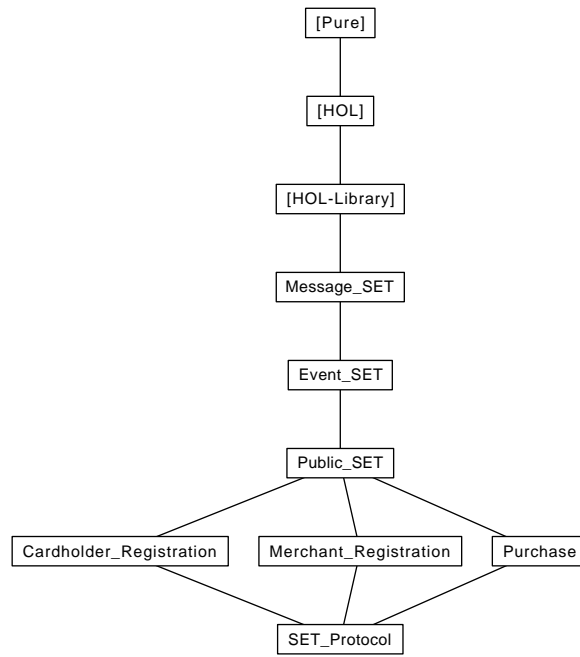 [Pure]
[HOL]
[HOL-Library]
Message_SET
Event_SET
Public_SET
Cardholder_Registration
Merchant_Registration
Purchase
SET_Protocol